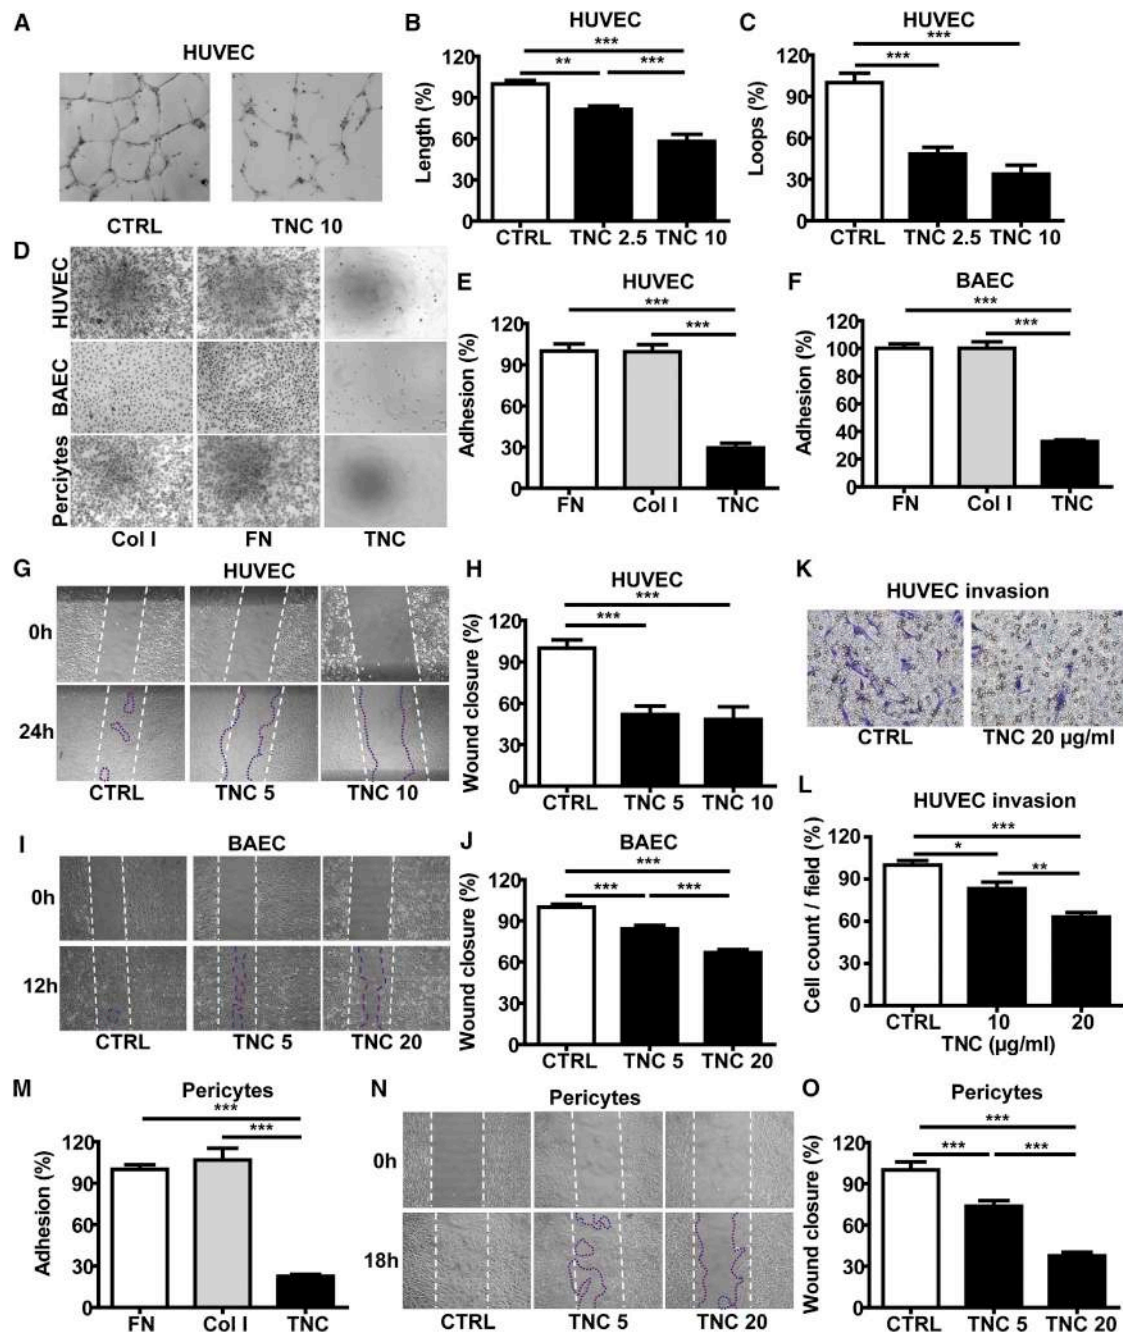 A
HUVEC
CTRL TNC 10
B
HUVEC
***
** ***
Length (%)
120
90
60
30
0
CTRL TNC 2.5 TNC 10
C
HUVEC
***
***
Loops (%)
120
90
60
30
0
CTRL TNC 2.5 TNC 10
D
HUVEC
BAEC
Perciytes
Col I FN TNC
E
HUVEC
***
***
Adhesion (%)
120
90
60
30
0
FN Col I TNC
F
BAEC
***
***
Adhesion (%)
120
100
80
60
40
20
0
FN Col I TNC
G
HUVEC
0h
24h
CTRL TNC 5 TNC 10
H
HUVEC
***
***
Wound closure (%)
120
90
60
30
0
CTRL TNC 5 TNC 10
I
BAEC
0h
12h
CTRL TNC 5 TNC 20
J
BAEC
***
*** ***
Wound closure (%)
120
90
60
30
0
CTRL TNC 5 TNC 20
K
HUVEC invasion
CTRL TNC 20 µg/ml
L
HUVEC invasion
***
* **
Cell count / field (%)
120
90
60
30
0
CTRL 10 20
TNC (µg/ml)
M
Pericytes
***
***
Adhesion (%)
120
90
60
30
0
FN Col I TNC
N
Pericytes
0h
18h
CTRL TNC 5 TNC 20
O
Pericytes
***
*** ***
Wound closure (%)
120
90
60
30
0
CTRL TNC 5 TNC 20